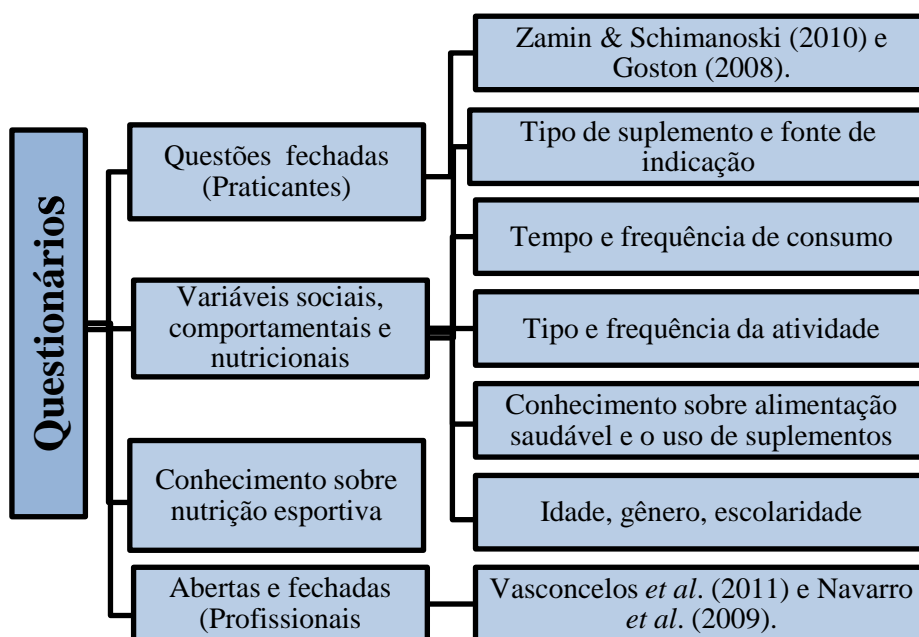 Questionários
Questões fechadas
(Praticantes)
Variáveis sociais,
comportamentais e
nutricionais
Conhecimento sobre
nutrição esportiva
Abertas e fechadas
(Profissionais
Zamin & Schimanoski (2010) e
Goston (2008).
Tipo de suplemento e fonte de
indicação
Tempo e frequência de consumo
Tipo e frequência da atividade
Conhecimento sobre alimentação
saudável e o uso de suplementos
Idade, gênero, escolaridade
Vasconcelos et al. (2011) e Navarro
et al. (2009).